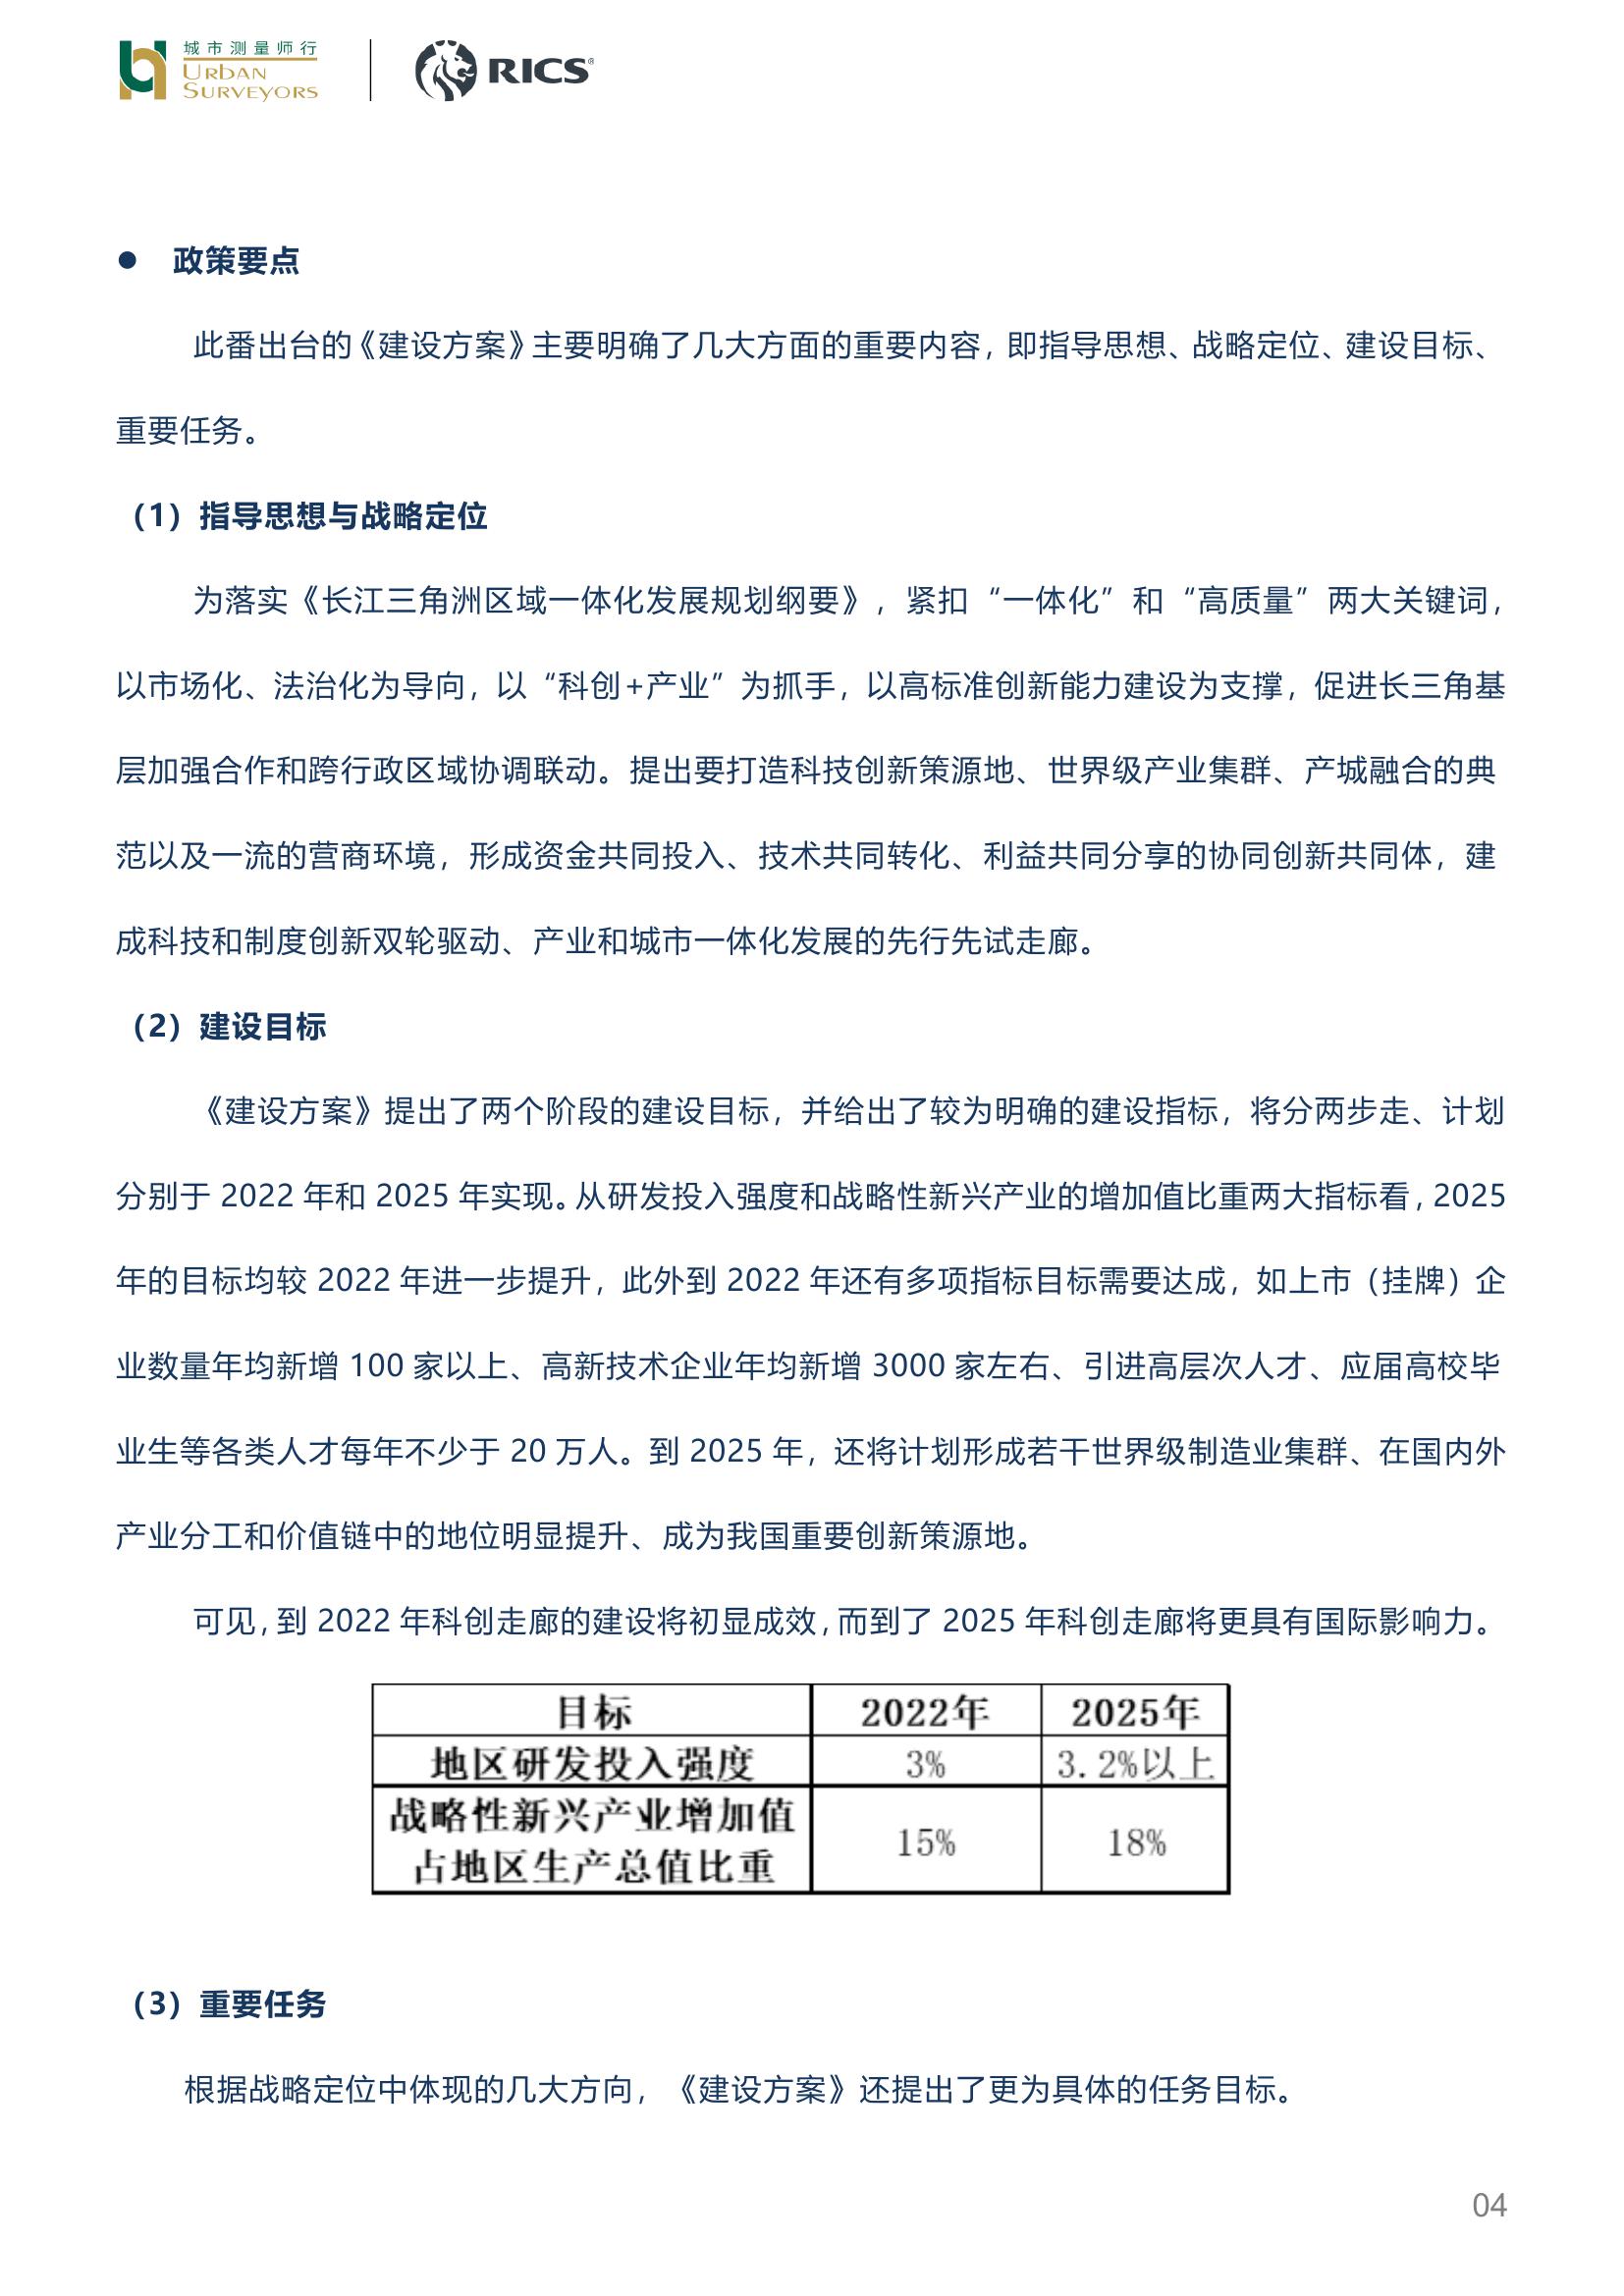 城市测量师行
URBAN
SURVEYORS
RICS®
● 政策要点
此番出台的《建设方案》主要明确了几大方面的重要内容，即指导思想、战略定位、建设目标、
重要任务。
（1）指导思想与战略定位
为落实《长江三角洲区域一体化发展规划纲要》，紧扣“一体化”和“高质量”两大关键词，
以市场化、法治化为导向，以“科创+产业”为抓手，以高标准创新能力建设为支撑，促进长三角基
层加强合作和跨行政区域协调联动。提出要打造科技创新策源地、世界级产业集群、产城融合的典
范以及一流的营商环境，形成资金共同投入、技术共同转化、利益共同分享的协同创新共同体，建
成科技和制度创新双轮驱动、产业和城市一体化发展的先行先试走廊。
（2）建设目标
《建设方案》提出了两个阶段的建设目标，并给出了较为明确的建设指标，将分两步走、计划
分别于 2022 年和 2025 年实现。从研发投入强度和战略性新兴产业的增加值比重两大指标看，2025
年的目标均较 2022 年进一步提升，此外到 2022 年还有多项指标目标需要达成，如上市（挂牌）企
业数量年均新增 100 家以上、高新技术企业年均新增 3000 家左右、引进高层次人才、应届高校毕
业生等各类人才每年不少于 20 万人。到 2025 年，还将计划形成若干世界级制造业集群、在国内外
产业分工和价值链中的地位明显提升、成为我国重要创新策源地。
可见，到 2022 年科创走廊的建设将初显成效，而到了 2025 年科创走廊将更具有国际影响力。
目标 2022年 2025年
地区研发投入强度 3% 3.2%以上
战略性新兴产业增加值
占地区生产总值比重 15% 18%
（3）重要任务
根据战略定位中体现的几大方向，《建设方案》还提出了更为具体的任务目标。
04